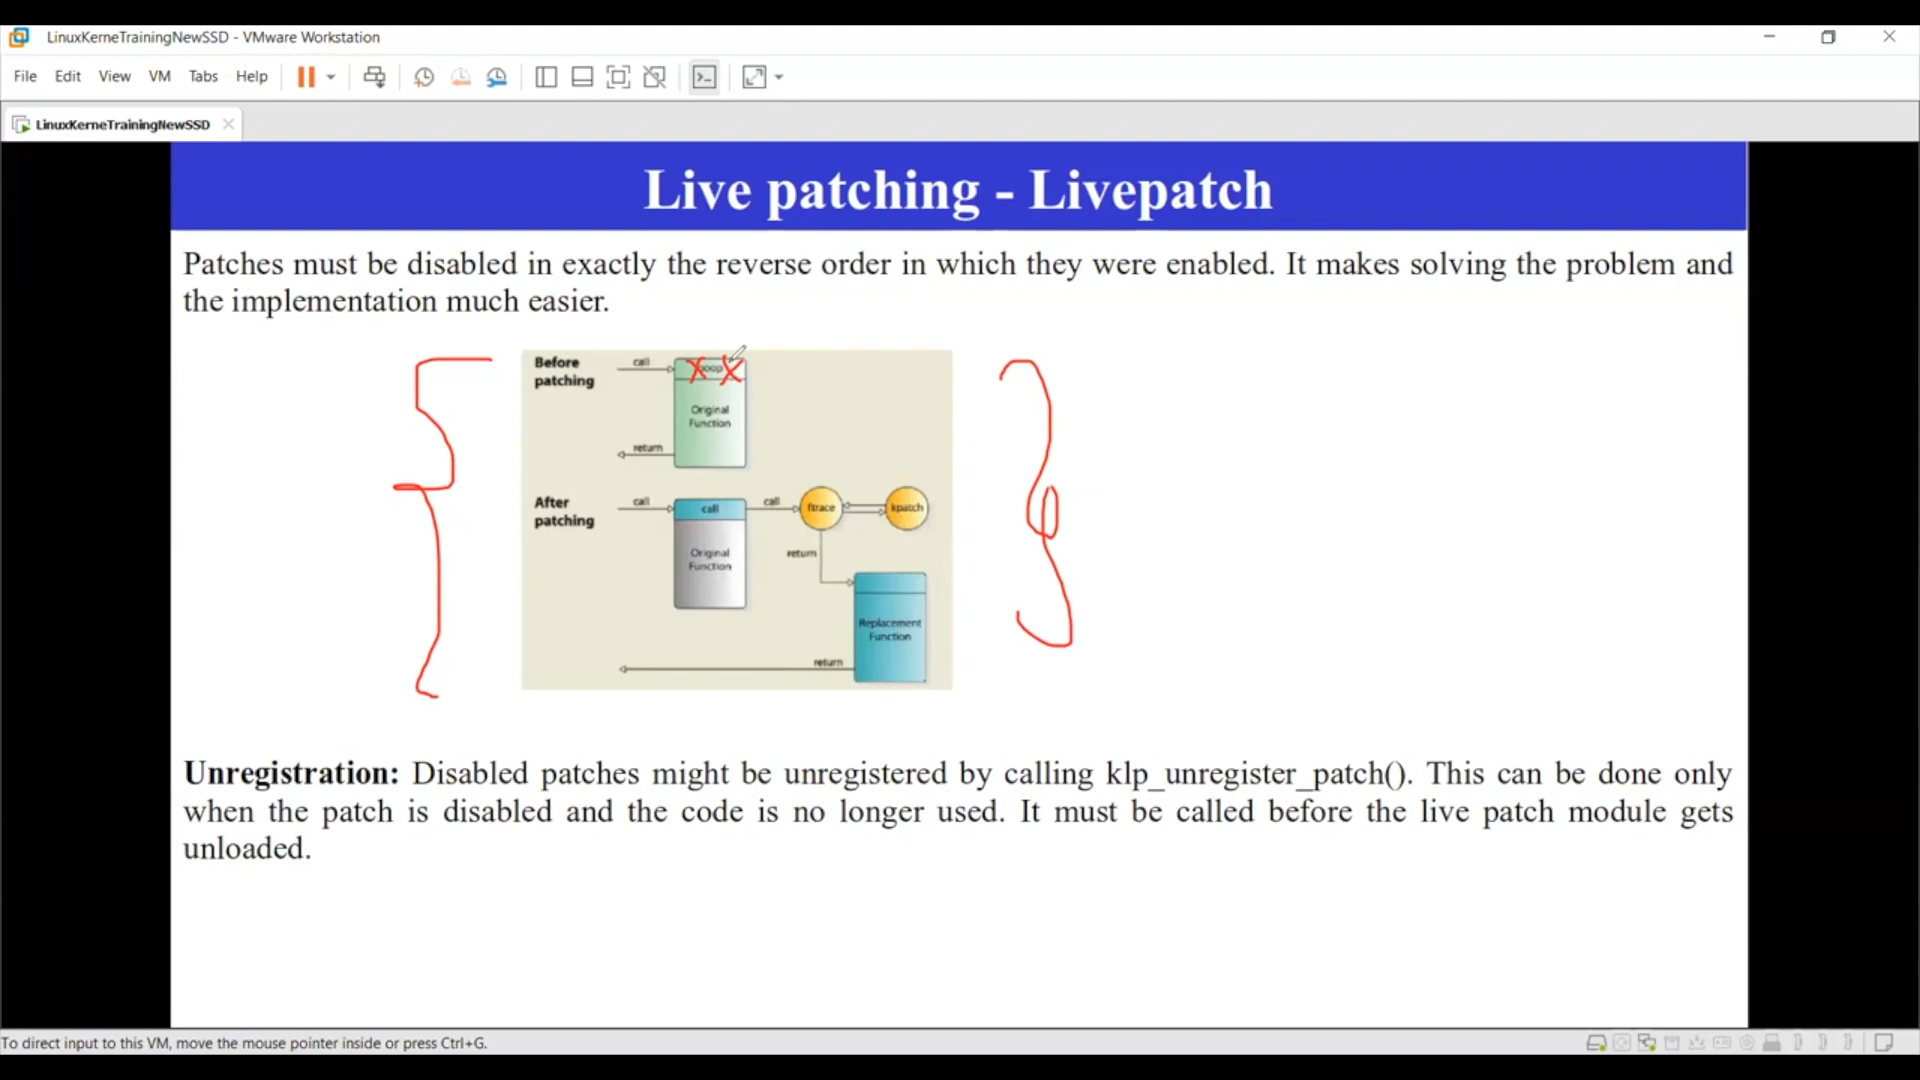 LinuxKerneTrainingNewSSD - VMware Workstation
File Edit View VM Tabs Help
LinuxKerneTrainingNewSSD
Live patching - Livepatch
Patches must be disabled in exactly the reverse order in which they were enabled. It makes solving the problem and
the implementation much easier.
Before
patching
call
Original
Function
return
After
patching
call
call
call
ftrace
kpatch
Original
Function
return
Replacement
Function
return
Unregistration: Disabled patches might be unregistered by calling klp_unregister_patch(). This can be done only
when the patch is disabled and the code is no longer used. It must be called before the live patch module gets
unloaded.
To direct input to this VM, move the mouse pointer inside or press Ctrl+G.